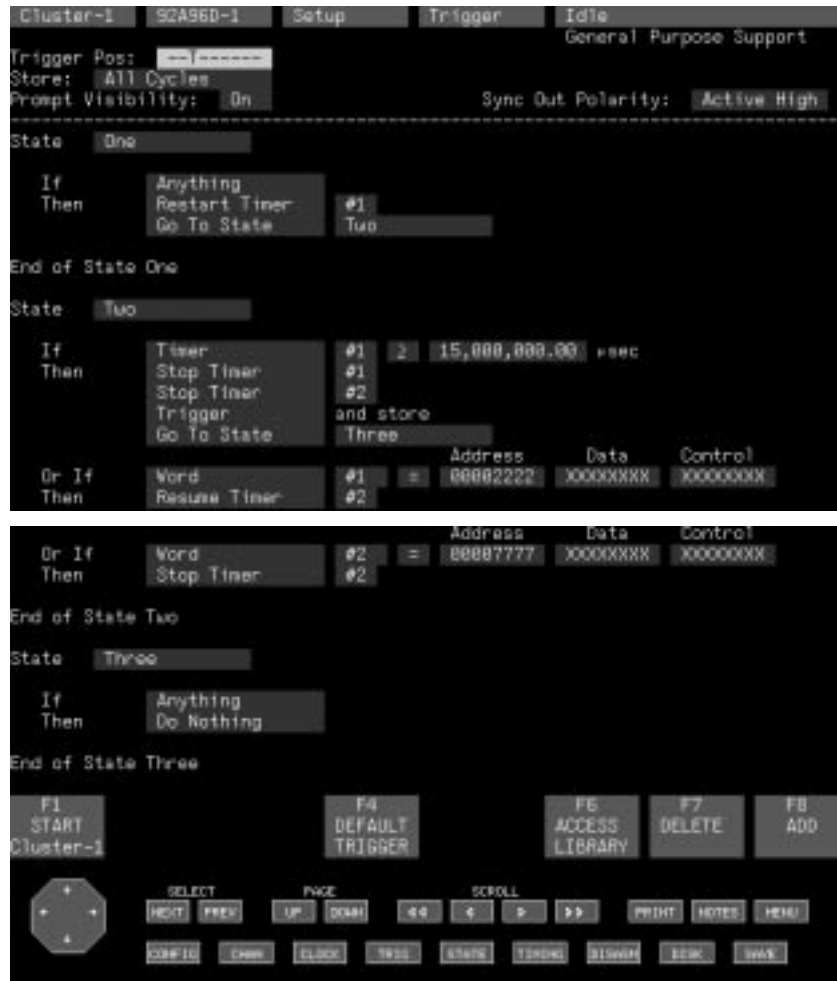 Cluster-1 92A96D-1 Setup Trigger Idle
General Purpose Support
Trigger Pos: --T------
Store: All Cycles
Prompt Visibility: On Sync Out Polarity: Active High
State One
If Anything
Then Restart Timer #1
Go To State Two
End of State One
State Two
If Timer #1 ≥ 15,000,000.00 µsec
Then Stop Timer #1
Stop Timer #2
Trigger and store
Go To State Three
Address Data Control
Or If Word #1 = 00002222 XXXXXXXX XXXXXXXX
Then Resume Timer #2
Address Data Control
Or If Word #2 = 00007777 XXXXXXXX XXXXXXXX
Then Stop Timer #2
End of State Two
State Three
If Anything
Then Do Nothing
End of State Three
F1 F4 F6 F7 F8
START DEFAULT ACCESS DELETE ADD
Cluster-1 TRIGGER LIBRARY
SELECT PAGE SCROLL
NEXT PREV UP DOWN PRINT NOTES MENU
CONFIG CHAN CLOCK TRIG STATE TIMING DISASM DISK SAVE